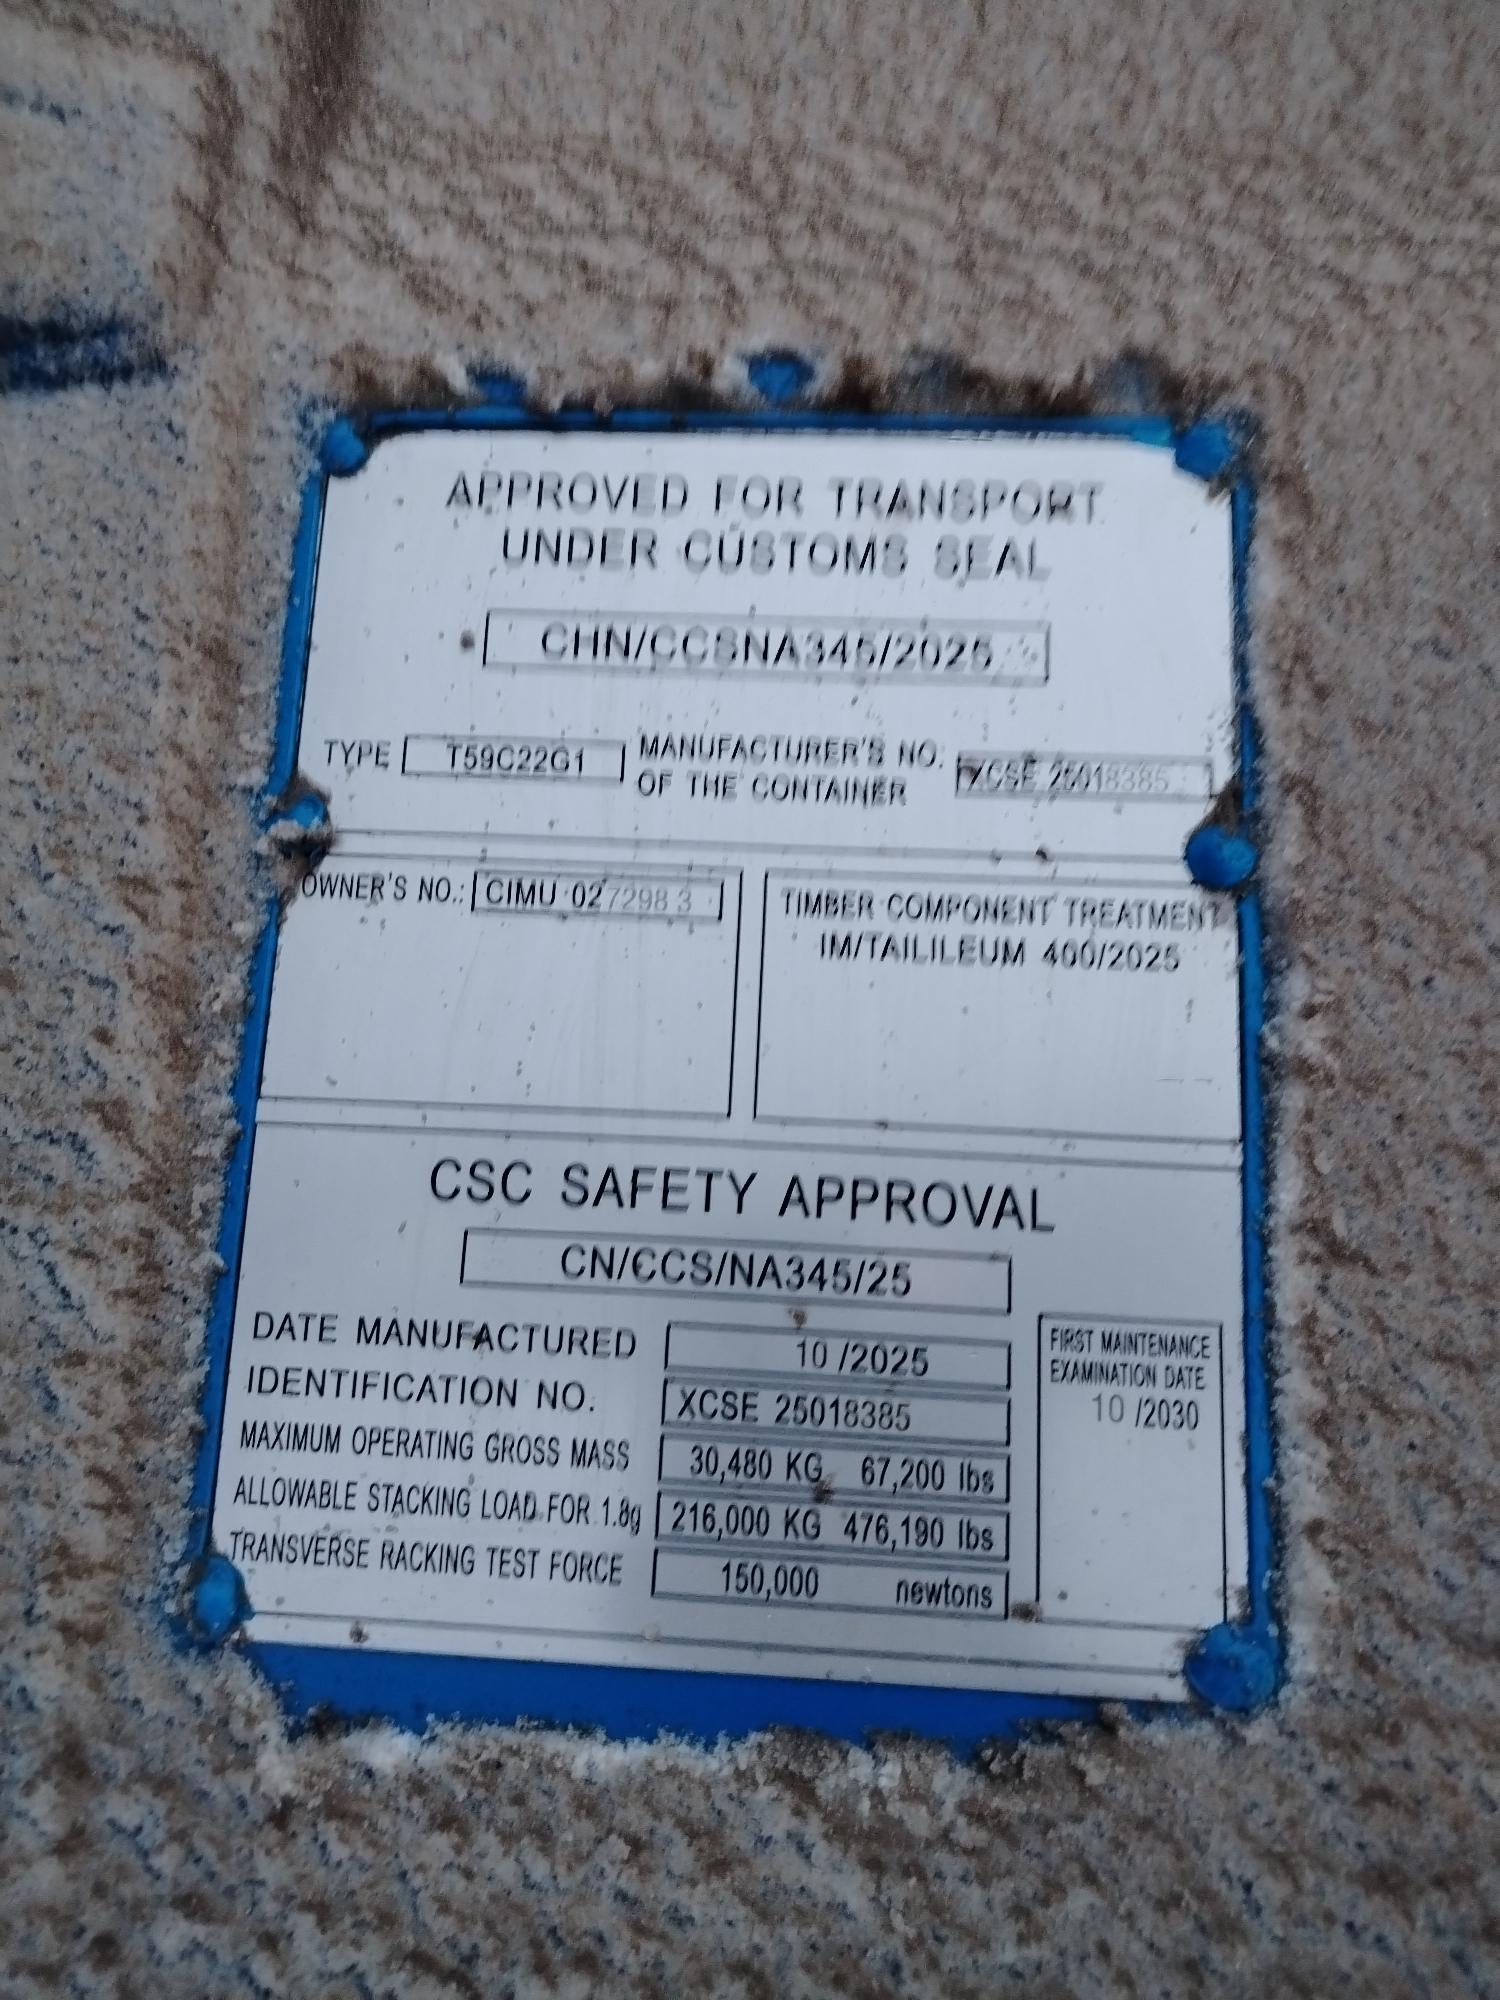 APPROVED FOR TRANSPORT
UNDER CUSTOMS SEAL
CHN/CCSNA345/2025
TYPE T59C22G1 MANUFACTURER'S NO.
OF THE CONTAINER XCSE 25018385
OWNER'S NO.: CIMU 027298 3
TIMBER COMPONENT TREATMENT
IM/TAILILEUM 400/2025
CSC SAFETY APPROVAL
CN/CCS/NA345/25
DATE MANUFACTURED 10 /2025
IDENTIFICATION NO. XCSE 25018385
MAXIMUM OPERATING GROSS MASS 30,480 KG 67,200 lbs
ALLOWABLE STACKING LOAD FOR 1.8g 216,000 KG 476,190 lbs
TRANSVERSE RACKING TEST FORCE 150,000 newtons
FIRST MAINTENANCE
EXAMINATION DATE
10 /2030